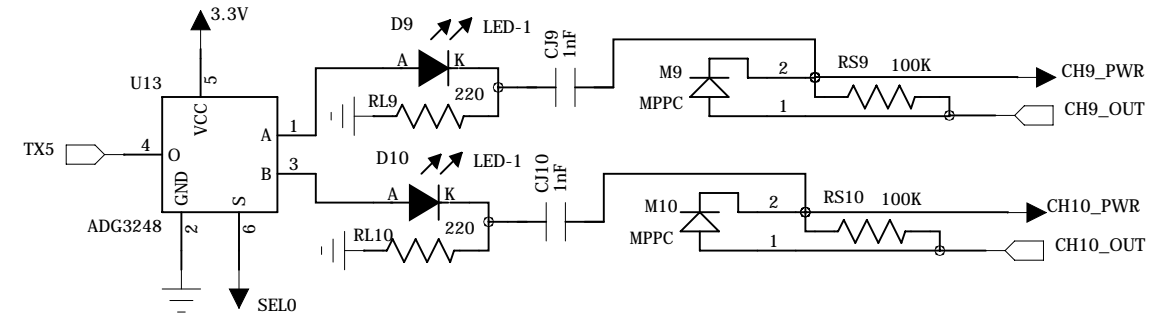 3.3V
D9
LED-1
CJ9
1nF
A
K
220
RL9
U13
5
VCC
TX5
4
O
A
1
B
3
GND
S
2
6
ADG3248
SEL0
M9
MPPC
2
1
RS9
100K
CH9_PWR
CH9_OUT
D10
LED-1
CJ10
1nF
A
K
220
RL10
M10
MPPC
2
1
RS10
100K
CH10_PWR
CH10_OUT